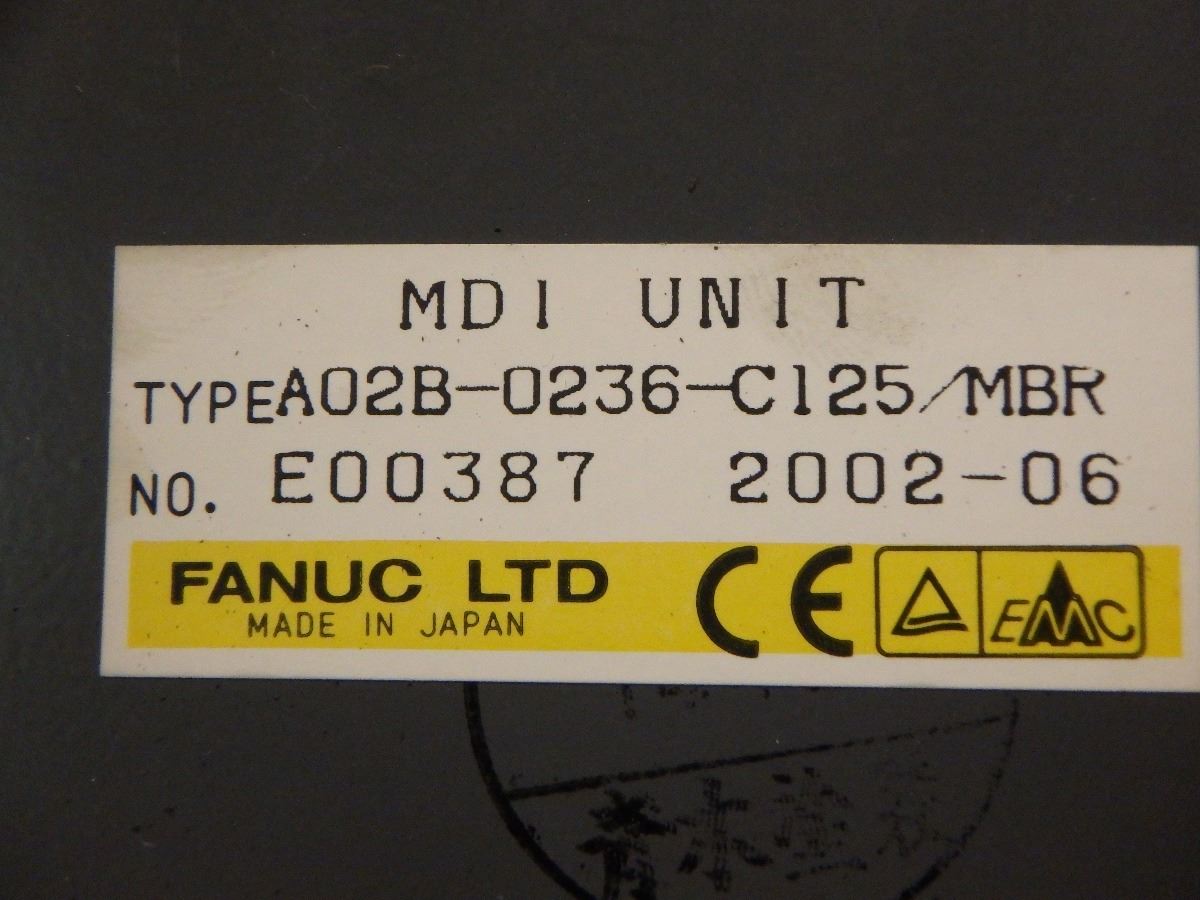 MDI UNIT
TYPE A02B-0236-C125/MBR
NO. E00387 2002-06
FANUC LTD
MADE IN JAPAN
CE
EMC